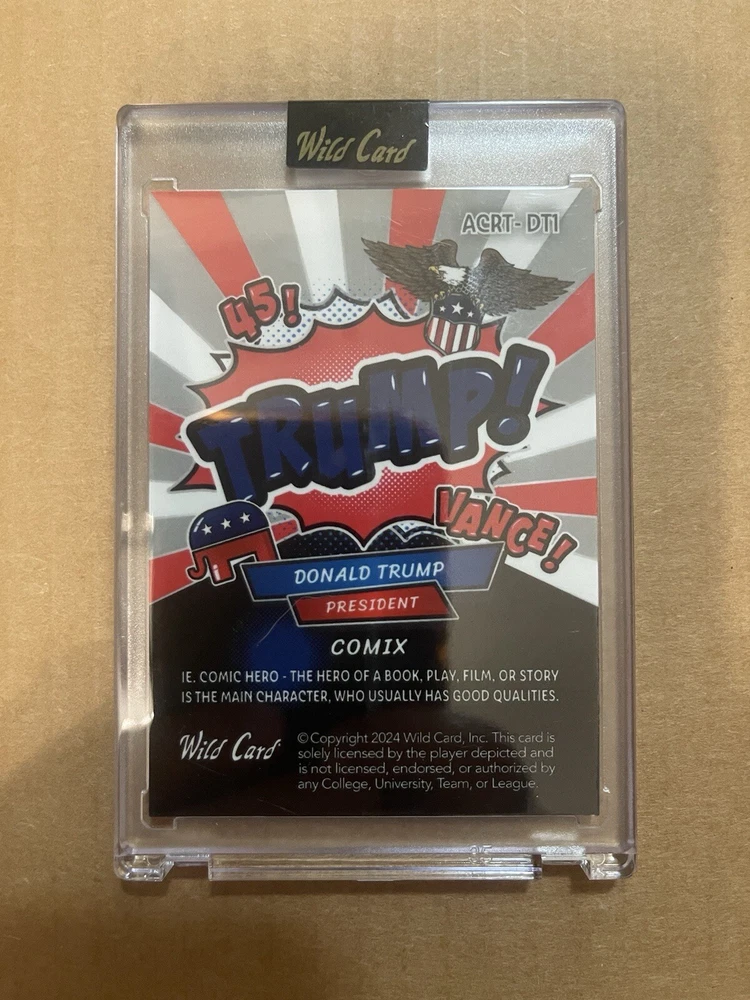 Wild Card
ACRT-DT1
45!
TRUMP!
VANCE!
DONALD TRUMP
PRESIDENT
COMIX
IE. COMIC HERO - THE HERO OF A BOOK, PLAY, FILM, OR STORY
IS THE MAIN CHARACTER, WHO USUALLY HAS GOOD QUALITIES.
Wild Card
©Copyright 2024 Wild Card, Inc. This card is
solely licensed by the player depicted and
is not licensed, endorsed, or authorized by
any College, University, Team, or League.